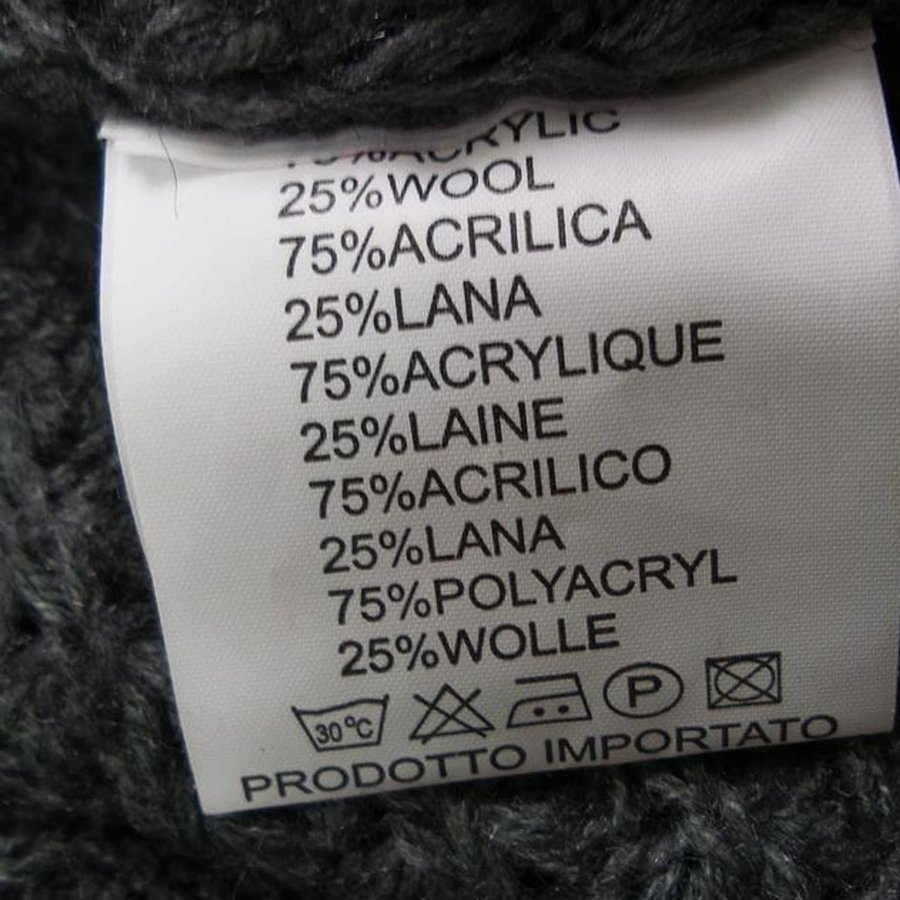 75%ACRYLIC
25%WOOL
75%ACRILICA
25%LANA
75%ACRYLIQUE
25%LAINE
75%ACRILICO
25%LANA
75%POLYACRYL
25%WOLLE
30°C P
PRODOTTO IMPORTATO